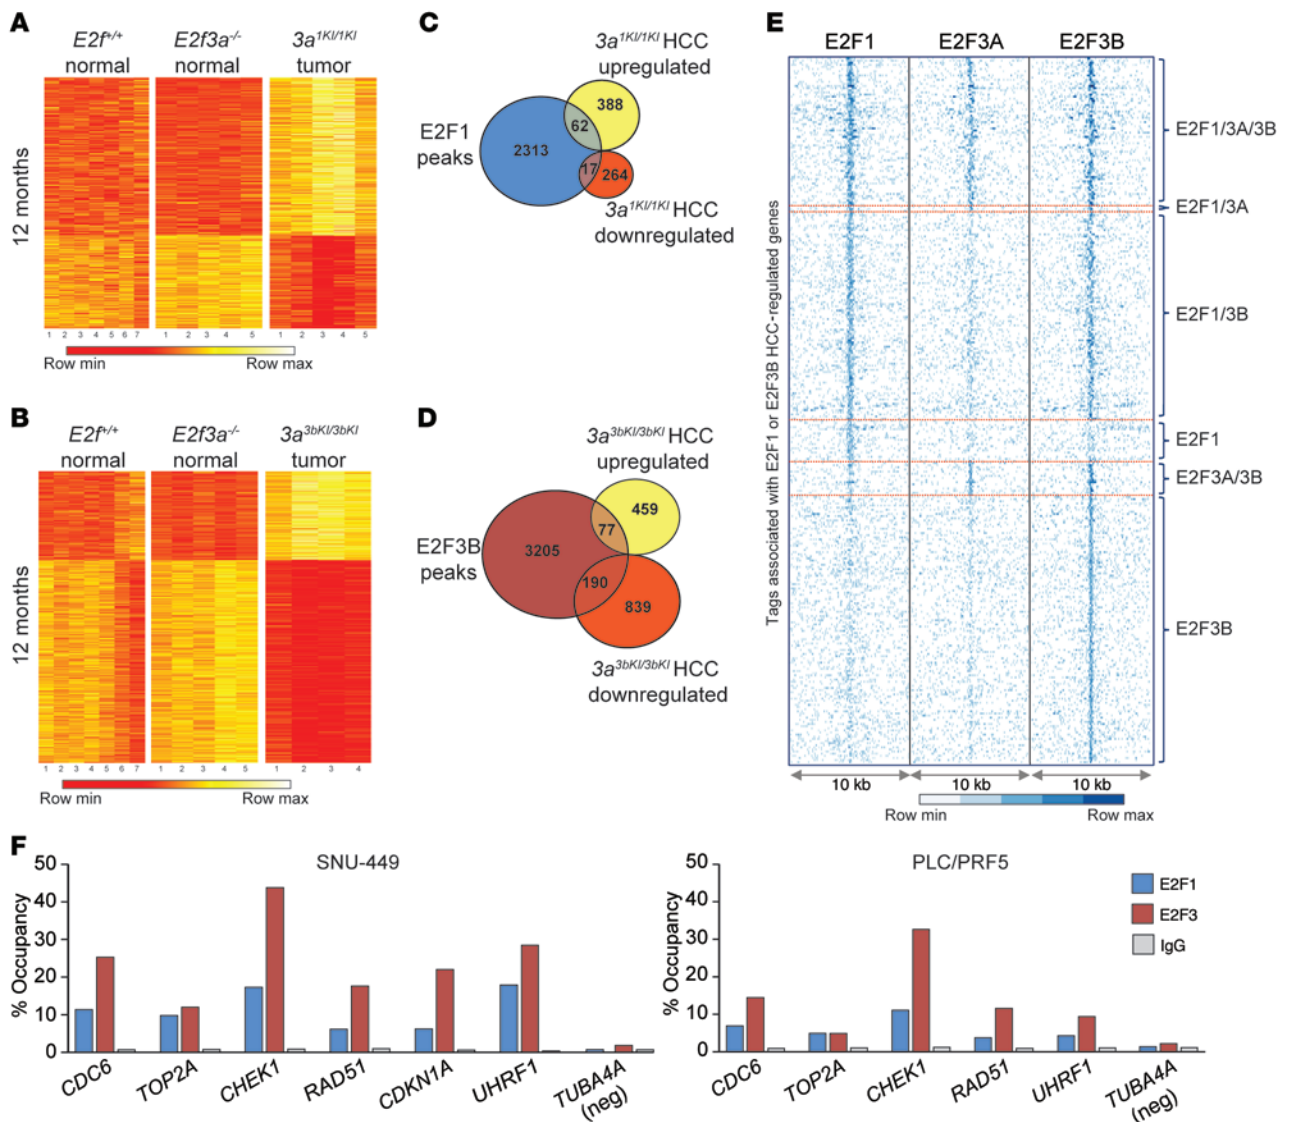 A
E2f+/+ normal
E2f3a-/- normal
3a1KI/1KI tumor
12 months
1 2 3 4 5 6 7
1 2 3 4 5
1 2 3 4 5
Row min
Row max
B
E2f+/+ normal
E2f3a-/- normal
3a3bKI/3bKI tumor
12 months
1 2 3 4 5 6 7
1 2 3 4 5
1 2 3 4
Row min
Row max
C
3a1KI/1KI HCC
upregulated
E2F1
peaks
388
62
2313
17
264
3a1KI/1KI HCC
downregulated
D
3a3bKI/3bKI HCC
upregulated
E2F3B
peaks
459
77
3205
190
839
3a3bKI/3bKI HCC
downregulated
E
E2F1
E2F3A
E2F3B
Tags associated with E2F1 or E2F3B HCC-regulated genes
E2F1/3A/3B
E2F1/3A
E2F1/3B
E2F1
E2F3A/3B
E2F3B
10 kb
10 kb
10 kb
Row min
Row max
F
SNU-449
% Occupancy
50
40
30
20
10
0
CDC6
TOP2A
CHEK1
RAD51
CDKN1A
UHRF1
TUBA4A
(neg)
PLC/PRF5
% Occupancy
50
40
30
20
10
0
CDC6
TOP2A
CHEK1
RAD51
UHRF1
TUBA4A
(neg)
E2F1
E2F3
IgG